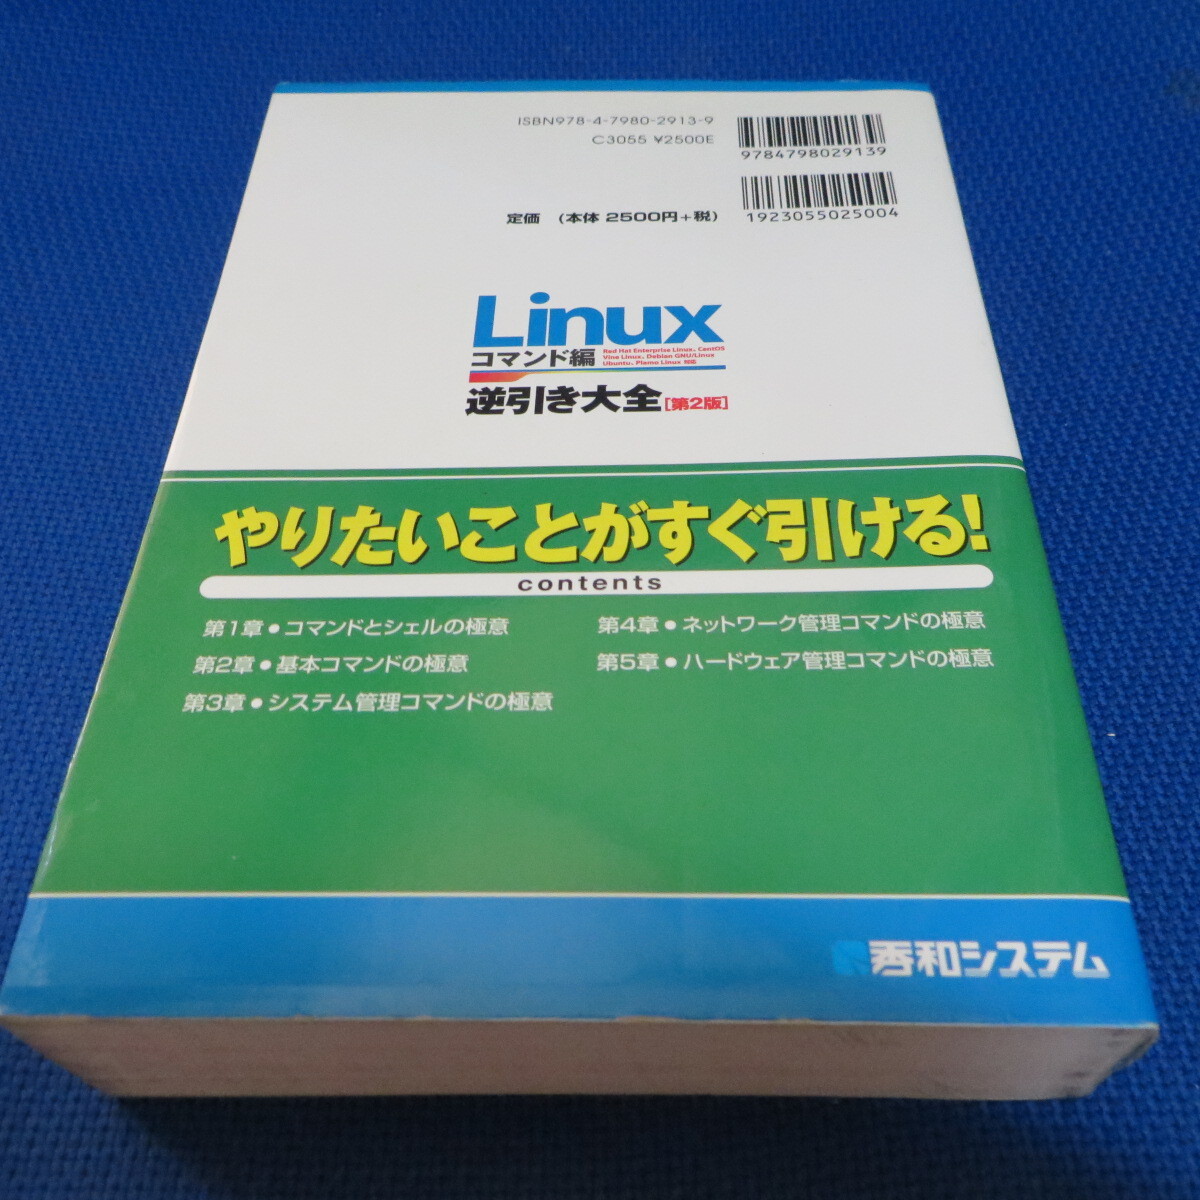 ISBN978-4-7980-2913-9
C3055 ¥2500E
9784798029139
定価 (本体 2500円+税)
1923055025004
Linux
コマンド編
Red Hat Enterprise Linux、CentOS
Vine Linux、Debian GNU/Linux
Ubuntu、Plamo Linux 対応
逆引き大全[第2版]
やりたいことがすぐ引ける!
contents
第1章●コマンドとシェルの極意
第2章●基本コマンドの極意
第3章●システム管理コマンドの極意
第4章●ネットワーク管理コマンドの極意
第5章●ハードウェア管理コマンドの極意
秀和システム